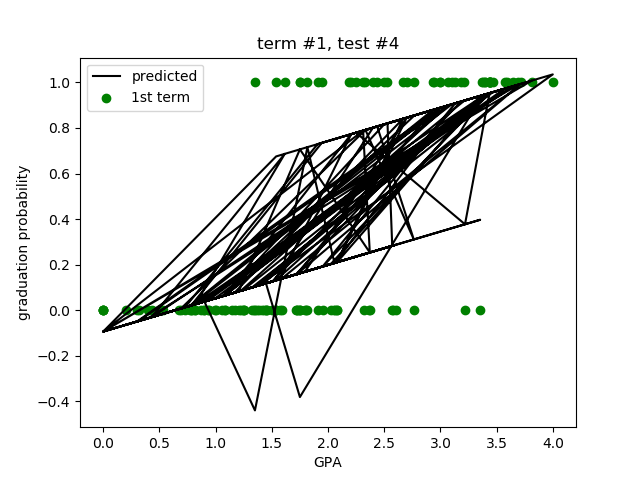 term #1, test #4
predicted
1st term
graduation probability
1.0
0.8
0.6
0.4
0.2
0.0
−0.2
−0.4
0.0 0.5 1.0 1.5 2.0 2.5 3.0 3.5 4.0
GPA